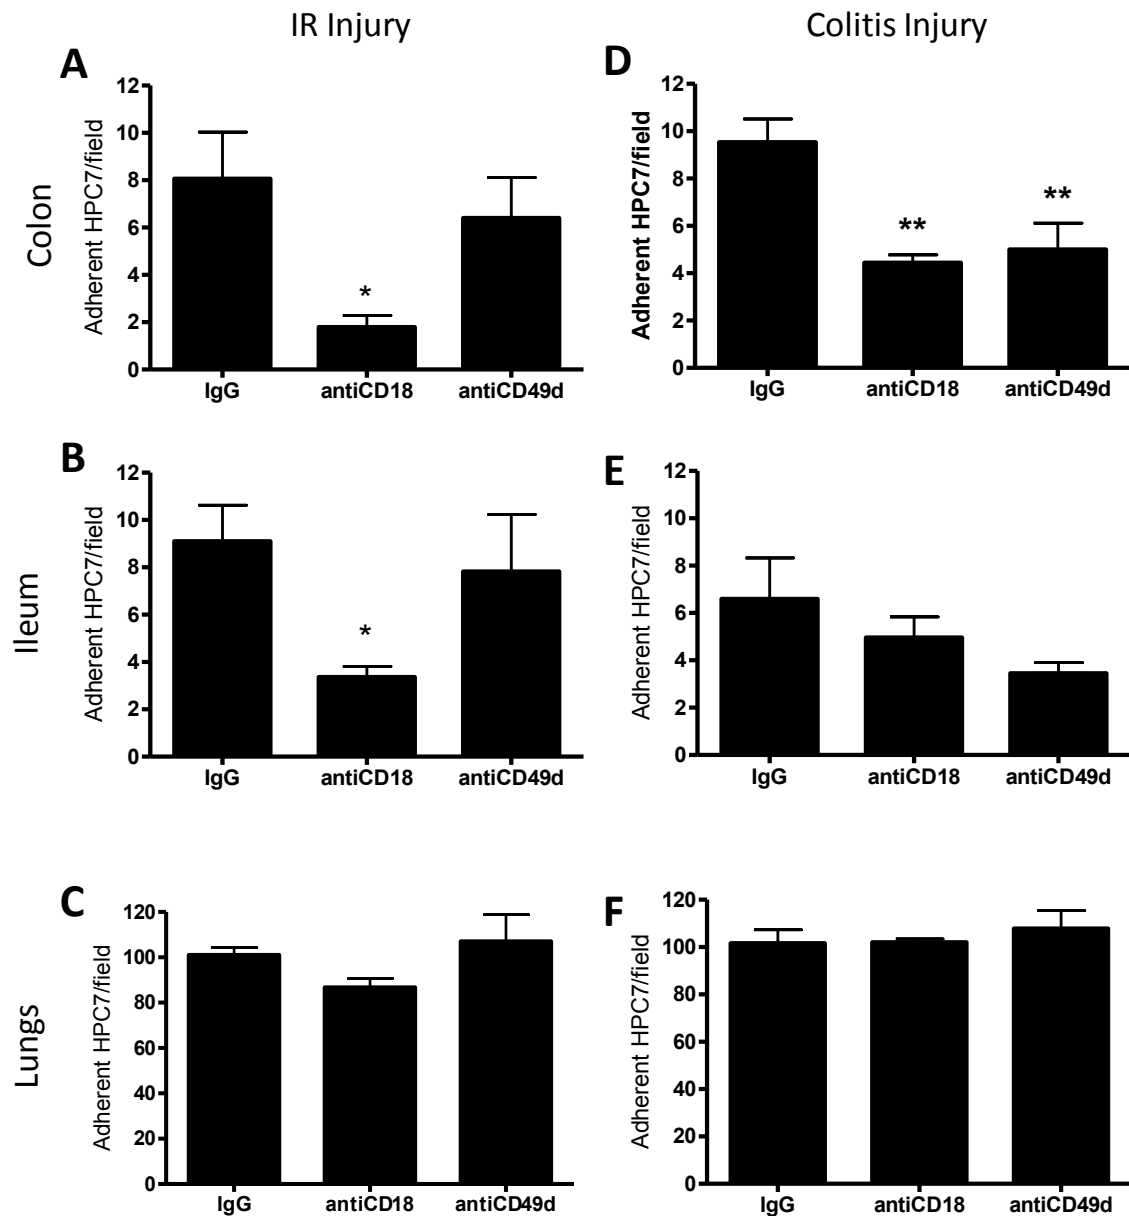 IR Injury
Colitis Injury
Colon
Ileum
Lungs
A
Adherent HPC7/field
12
10
8
6
4
2
0
*
IgG antiCD18 antiCD49d
D
Adherent HPC7/field
12
10
8
6
4
2
0
**
**
IgG antiCD18 antiCD49d
B
Adherent HPC7/field
12
10
8
6
4
2
0
*
IgG antiCD18 antiCD49d
E
Adherent HPC7/field
12
10
8
6
4
2
0
IgG antiCD18 antiCD49d
C
Adherent HPC7/field
120
100
80
60
40
20
0
IgG antiCD18 antiCD49d
F
Adherent HPC7/field
120
100
80
60
40
20
0
IgG antiCD18 antiCD49d